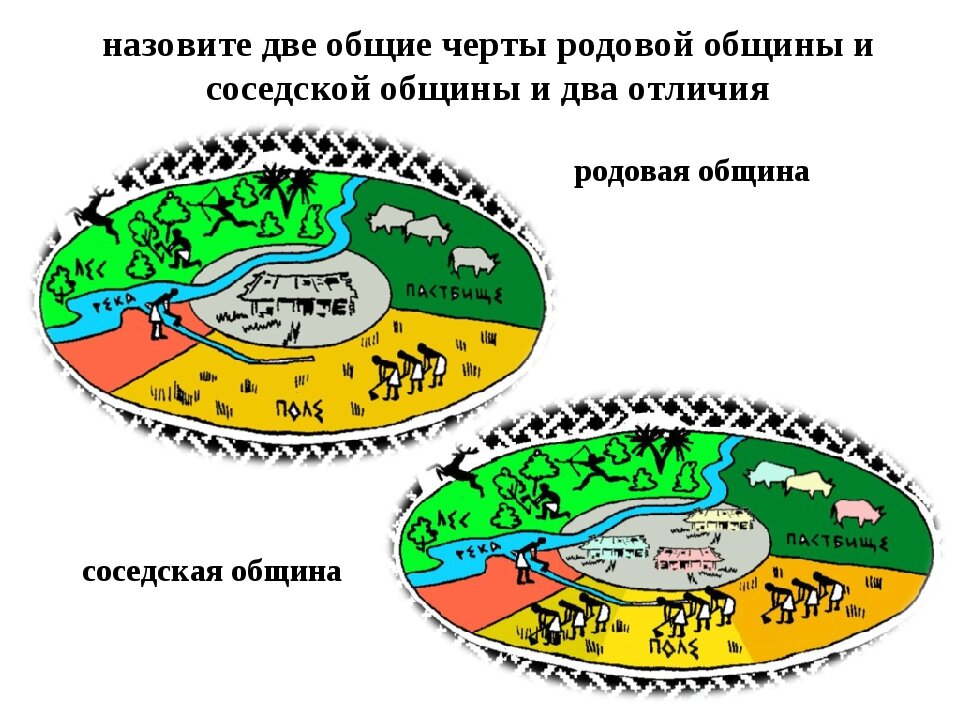 назовите две общие черты родовой общины и
соседской общины и два отличия
родовая община
ЛЕС
РЕКА
ПАСТБИЩЕ
ПОЛЕ
соседская община
ЛЕС
РЕКА
ПАСТБИЩЕ
ПОЛЕ